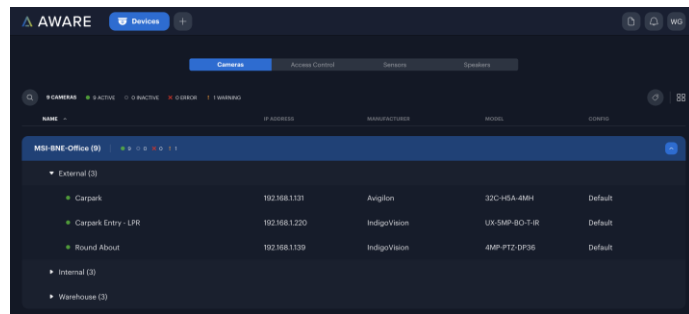 AWARE Devices + WG
Cameras Access Control Sensors Speakers
9 CAMERAS 9 ACTIVE 0 INACTIVE 0 ERROR 1 WARNING
NAME IP ADDRESS MANUFACTURER MODEL CONFIG
MSI-BNE-Office (9) 0 0 1
External (3)
Carpark 192.168.1.131 Avigilon 32C-H5A-4MH Default
Carpark Entry - LPR 192.168.1.220 IndigoVision UX-5MP-BO-T-IR Default
Round About 192.168.1.139 IndigoVision 4MP-PTZ-DP36 Default
Internal (3)
Warehouse (3)